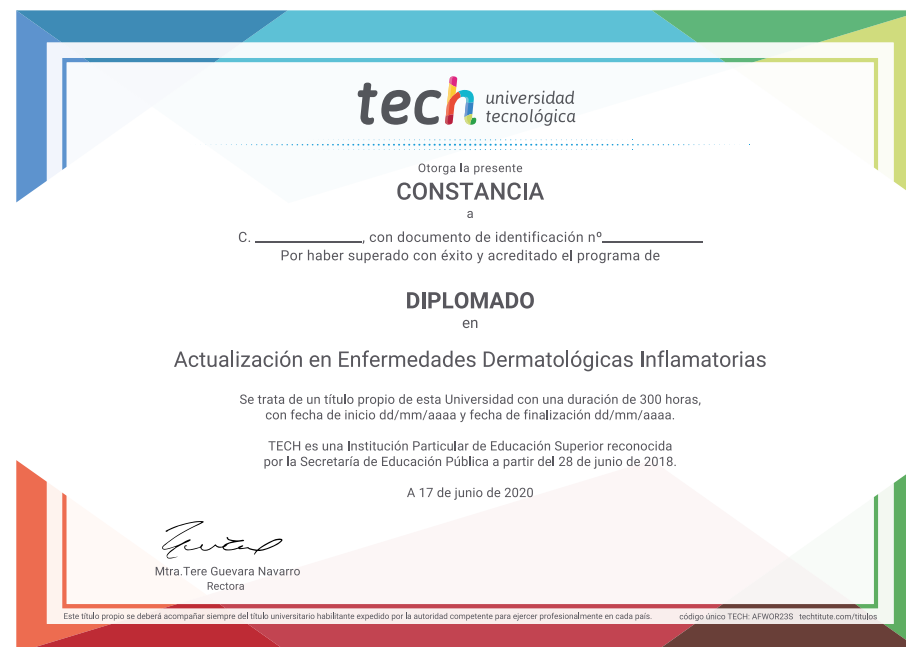 tech universidad
tecnológica
Otorga la presente
CONSTANCIA
a
C. ____________, con documento de identificación nº____________
Por haber superado con éxito y acreditado el programa de
DIPLOMADO
en
Actualización en Enfermedades Dermatológicas Inflamatorias
Se trata de un título propio de esta Universidad con una duración de 300 horas,
con fecha de inicio dd/mm/aaaa y fecha de finalización dd/mm/aaaa.
TECH es una Institución Particular de Educación Superior reconocida
por la Secretaría de Educación Pública a partir del 28 de junio de 2018.
A 17 de junio de 2020
Mtra.Tere Guevara Navarro
Rectora
Este título propio se deberá acompañar siempre del título universitario habilitante expedido por la autoridad competente para ejercer profesionalmente en cada país. código único TECH: AFWOR23S techtitute.com/titulos